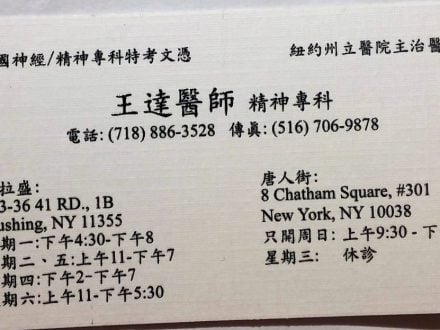 國神經/精神專科特考文憑
紐約州立醫院主治醫
王達醫師 精神專科
電話: (718) 886-3528 傳眞: (516) 706-9878
拉盛:
3-36 41 RD., 1B
ushing, NY 11355
期一:下午4:30-下午8
期二、五:上午11-下午7
期四:下午2-下午7
期六:上午11-下午5:30
唐人街:
8 Chatham Square, #301
New York, NY 10038
只開周日: 上午9:30 - 下
星期三: 休診